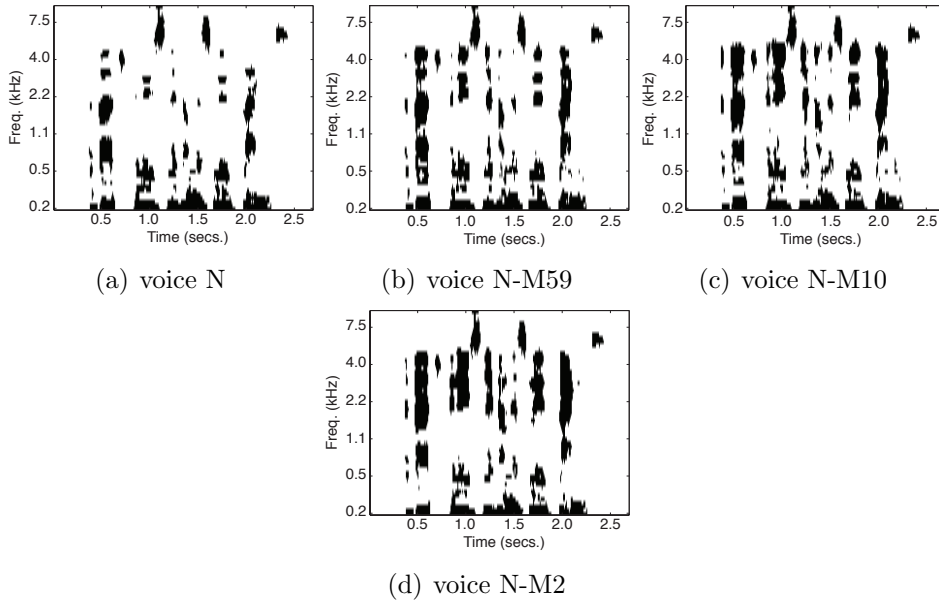 Freq. (kHz)
7.5
4.0
2.2
1.1
0.5
0.2
0.5 1.0 1.5 2.0 2.5
Time (secs.)
(a) voice N
Freq. (kHz)
7.5
4.0
2.2
1.1
0.5
0.2
0.5 1.0 1.5 2.0 2.5
Time (secs.)
(b) voice N-M59
Freq. (kHz)
7.5
4.0
2.2
1.1
0.5
0.2
0.5 1.0 1.5 2.0 2.5
Time (secs.)
(c) voice N-M10
Freq. (kHz)
7.5
4.0
2.2
1.1
0.5
0.2
0.5 1.0 1.5 2.0 2.5
Time (secs.)
(d) voice N-M2